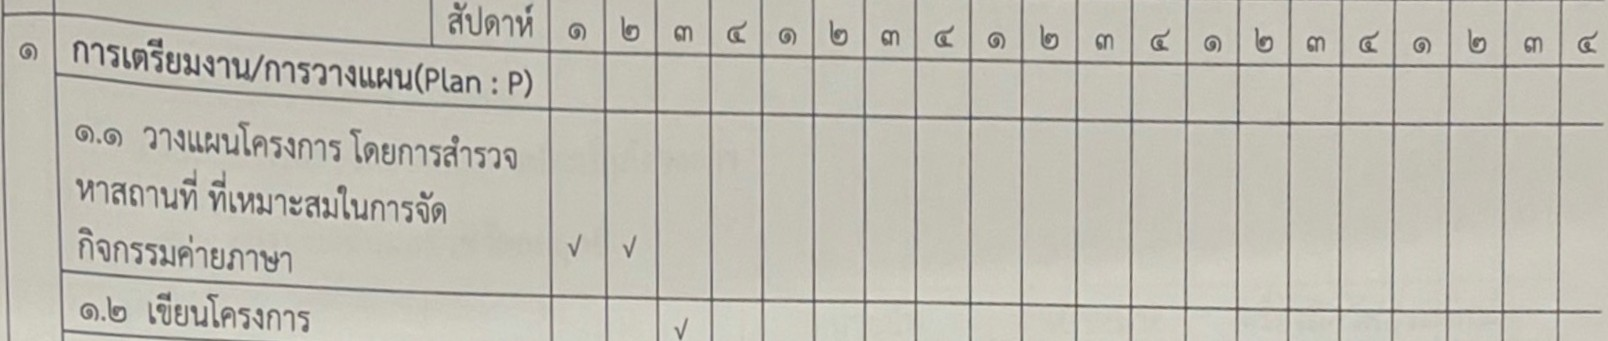 สัปดาห์ ๑ ๒ ๓ ๔ ๑ ๒ ๓ ๔ ๑ ๒ ๓ ๔ ๑ ๒ ๓ ๔ ๑ ๒ ๓ ๔
๑ การเตรียมงาน/การวางแผน(Plan : P)
๑.๑ วางแผนโครงการ โดยการสำรวจ
หาสถานที่ ที่เหมาะสมในการจัด
กิจกรรมค่ายภาษา √ √
๑.๒ เขียนโครงการ √